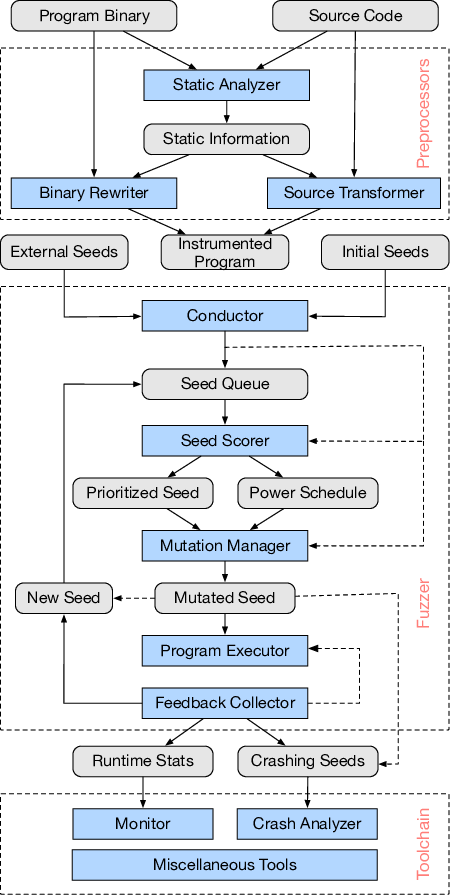 Program Binary
Source Code
Static Analyzer
Preprocessors
Static Information
Binary Rewriter
Source Transformer
External Seeds
Instrumented
Program
Initial Seeds
Conductor
Seed Queue
Seed Scorer
Prioritized Seed
Power Schedule
Mutation Manager
New Seed
Mutated Seed
Fuzzer
Program Executor
Feedback Collector
Runtime Stats
Crashing Seeds
Monitor
Crash Analyzer
Toolchain
Miscellaneous Tools